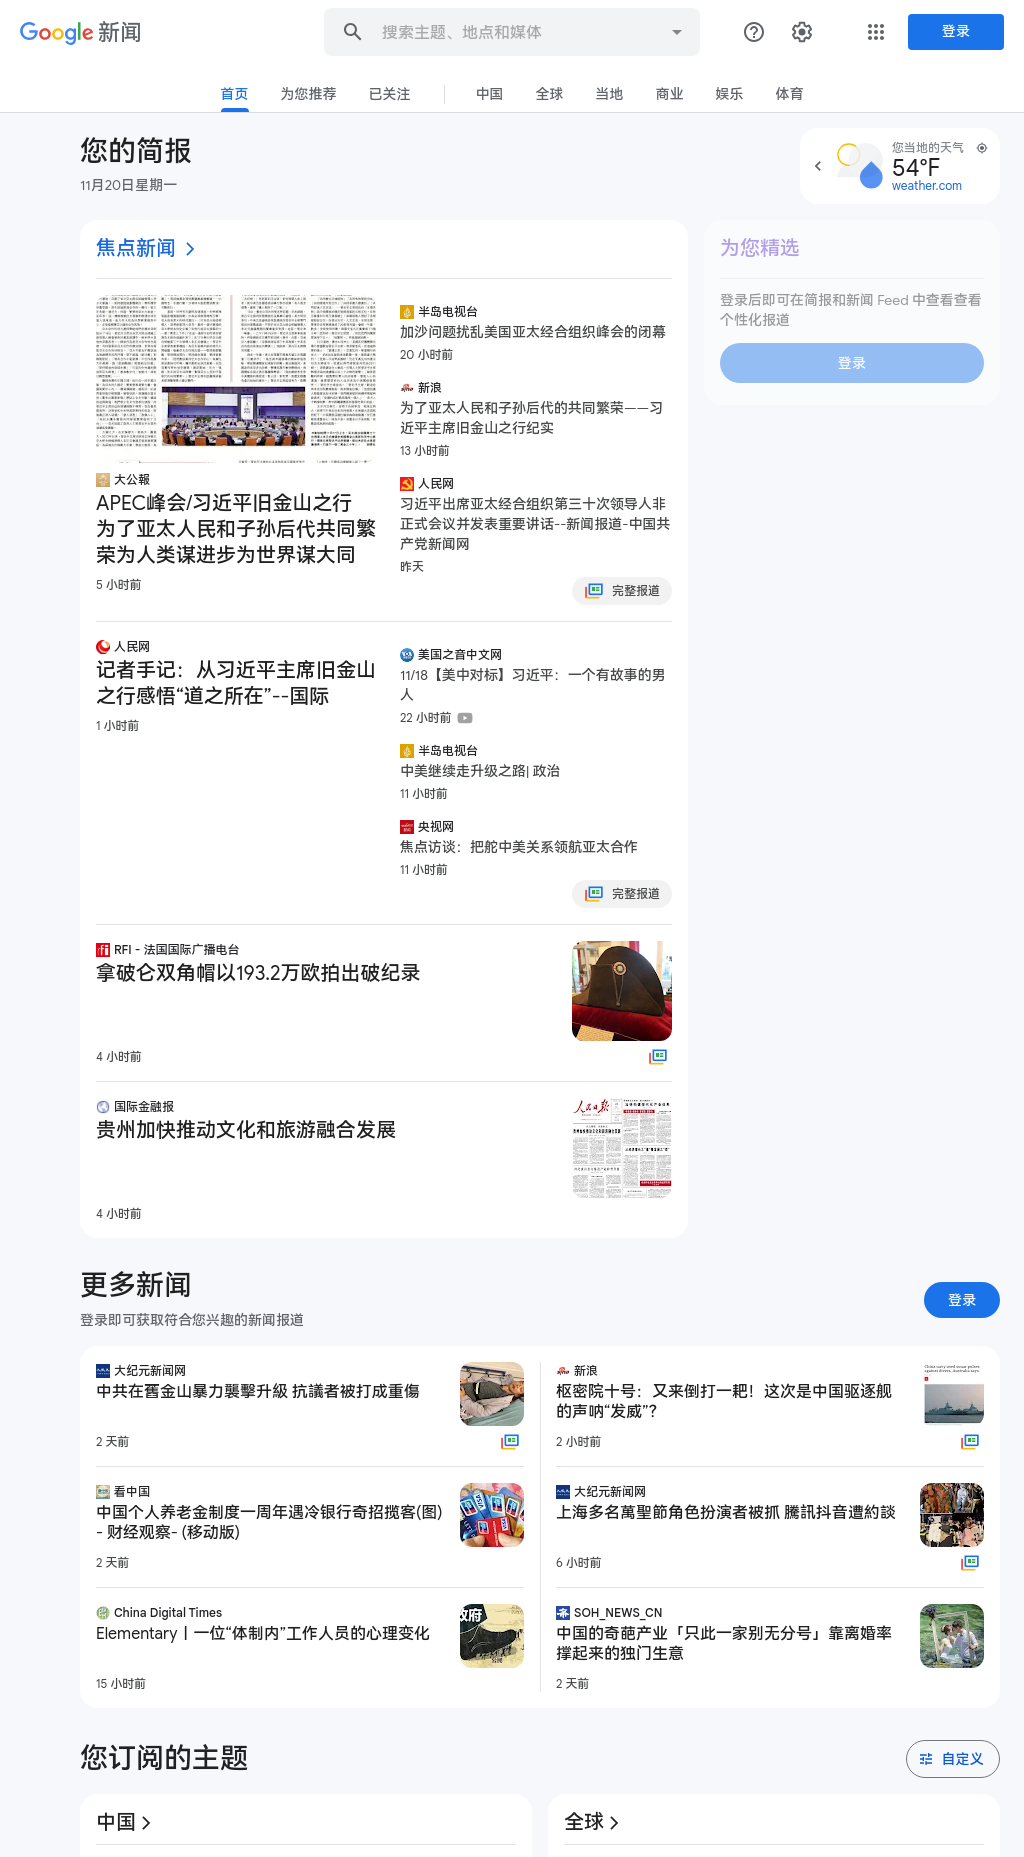 Google 新闻
搜索主题、地点和媒体
登录
首页
为您推荐
已关注
中国
全球
当地
商业
娱乐
体育
您的简报
11月20日星期一
您当地的天气
54°F
weather.com
焦点新闻
大公報
APEC峰会/习近平旧金山之行
为了亚太人民和子孙后代共同繁
荣为人类谋进步为世界谋大同
5 小时前
半岛电视台
加沙问题扰乱美国亚太经合组织峰会的闭幕
20 小时前
新浪
为了亚太人民和子孙后代的共同繁荣——习
近平主席旧金山之行纪实
13 小时前
人民网
习近平出席亚太经合组织第三十次领导人非
正式会议并发表重要讲话--新闻报道-中国共
产党新闻网
昨天
完整报道
人民网
记者手记：从习近平主席旧金山
之行感悟“道之所在”--国际
1 小时前
美国之音中文网
11/18【美中对标】习近平：一个有故事的男
人
22 小时前
半岛电视台
中美继续走升级之路| 政治
11 小时前
央视网
焦点访谈：把舵中美关系领航亚太合作
11 小时前
完整报道
RFI - 法国国际广播电台
拿破仑双角帽以193.2万欧拍出破纪录
4 小时前
国际金融报
贵州加快推动文化和旅游融合发展
4 小时前
人民日报
为您精选
登录后即可在简报和新闻 Feed 中查看查看
个性化报道
登录
更多新闻
登录即可获取符合您兴趣的新闻报道
登录
大纪元新闻网
中共在舊金山暴力襲擊升級 抗議者被打成重傷
2 天前
新浪
枢密院十号：又来倒打一耙！这次是中国驱逐舰
的声呐“发威”？
2 小时前
看中国
中国个人养老金制度一周年遇冷银行奇招揽客(图)
- 财经观察- (移动版)
2 天前
大纪元新闻网
上海多名萬聖節角色扮演者被抓 騰訊抖音遭約談
6 小时前
China Digital Times
Elementary丨一位“体制内”工作人员的心理变化
15 小时前
政府
SOH_NEWS_CN
中国的奇葩产业「只此一家别无分号」靠离婚率
撑起来的独门生意
2 天前
您订阅的主题
自定义
中国
全球